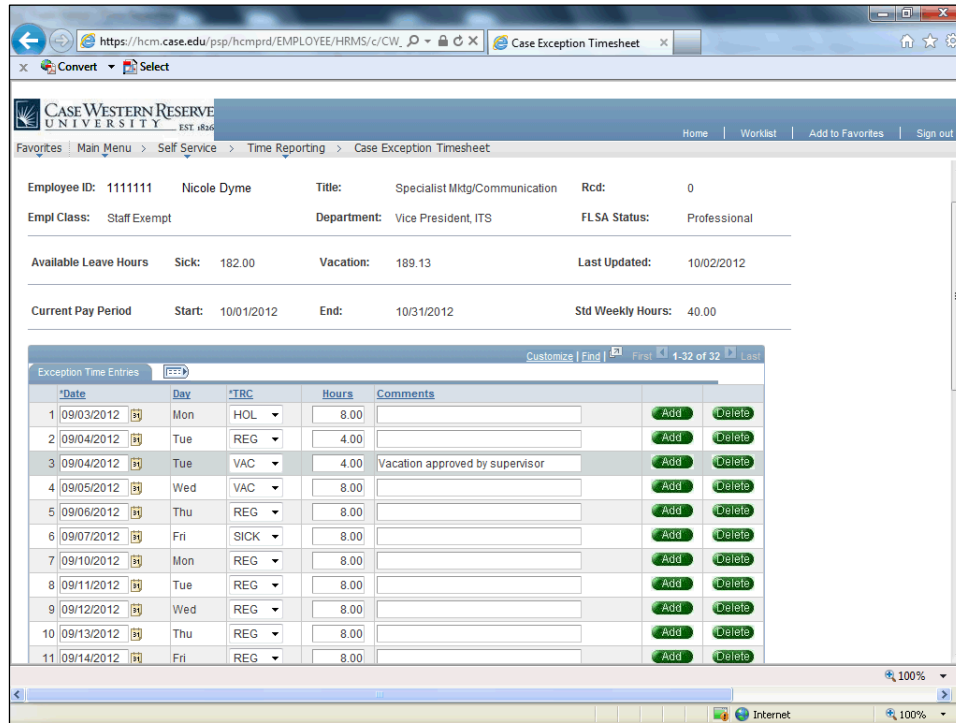 https://hcm.case.edu/psp/hcmprd/EMPLOYEE/HRMS/c/CW_ Case Exception Timesheet
x Convert Select
CASE WESTERN RESERVE
UNIVERSITY EST. 1826
Home | Worklist | Add to Favorites | Sign out
Favorites Main Menu > Self Service > Time Reporting > Case Exception Timesheet
Employee ID: 1111111 Nicole Dyme Title: Specialist Mktg/Communication Rcd: 0
Empl Class: Staff Exempt Department: Vice President, ITS FLSA Status: Professional
Available Leave Hours Sick: 182.00 Vacation: 189.13 Last Updated: 10/02/2012
Current Pay Period Start: 10/01/2012 End: 10/31/2012 Std Weekly Hours: 40.00
Customize | Find | First 1-32 of 32 Last
Exception Time Entries
*Date Day *TRC Hours Comments
1 09/03/2012 31 Mon HOL 8.00 Add Delete
2 09/04/2012 31 Tue REG 4.00 Add Delete
3 09/04/2012 31 Tue VAC 4.00 Vacation approved by supervisor Add Delete
4 09/05/2012 31 Wed VAC 8.00 Add Delete
5 09/06/2012 31 Thu REG 8.00 Add Delete
6 09/07/2012 31 Fri SICK 8.00 Add Delete
7 09/10/2012 31 Mon REG 8.00 Add Delete
8 09/11/2012 31 Tue REG 8.00 Add Delete
9 09/12/2012 31 Wed REG 8.00 Add Delete
10 09/13/2012 31 Thu REG 8.00 Add Delete
11 09/14/2012 31 Fri REG 8.00 Add Delete
100%
Internet 100%